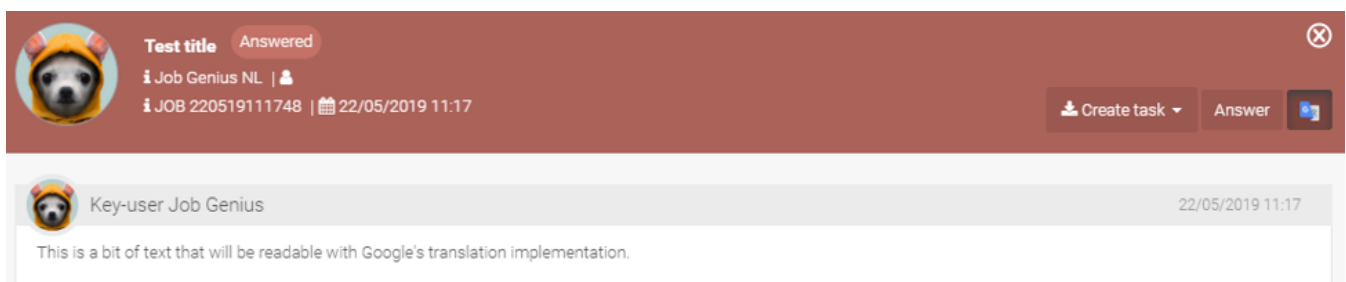 Test title Answered
Job Genius NL |
JOB 220519111748 | 22/05/2019 11:17
Create task Answer
Key-user Job Genius 22/05/2019 11:17
This is a bit of text that will be readable with Google's translation implementation.